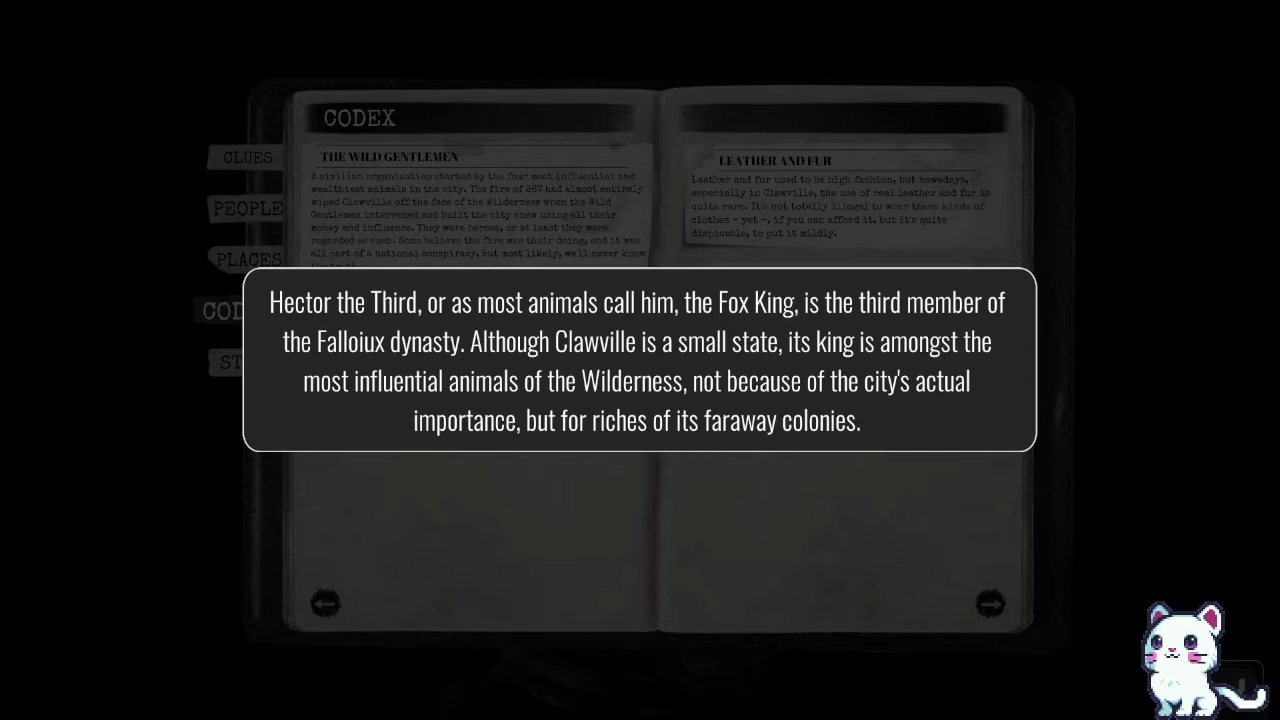 CODEX
CLUES
PEOPLE
PLACES
COD
ST
THE WILD GENTLEMEN
A civilian organisation started by the four most influential and
wealthiest animals in the city. The fire of 867 had almost entirely
wiped Clawville off the face of the Wilderness when the Wild
Gentlemen intervened and built the city anew using all their
money and influence. They were heroes, or at least they were
regarded as such. Some believe the fire was their doing, and it was
all part of a national conspiracy, but most likely, we'll never know
the truth.
LEATHER AND FUR
Leather and fur used to be high fashion, but nowadays,
especially in Clawville, the use of real leather and fur is
quite rare. It's not totally illegal to wear these kinds of
clothes - yet -, if you can afford it, but it's quite
dispicable, to put it mildly.
Hector the Third, or as most animals call him, the Fox King, is the third member of
the Falloiux dynasty. Although Clawville is a small state, its king is amongst the
most influential animals of the Wilderness, not because of the city's actual
importance, but for riches of its faraway colonies.